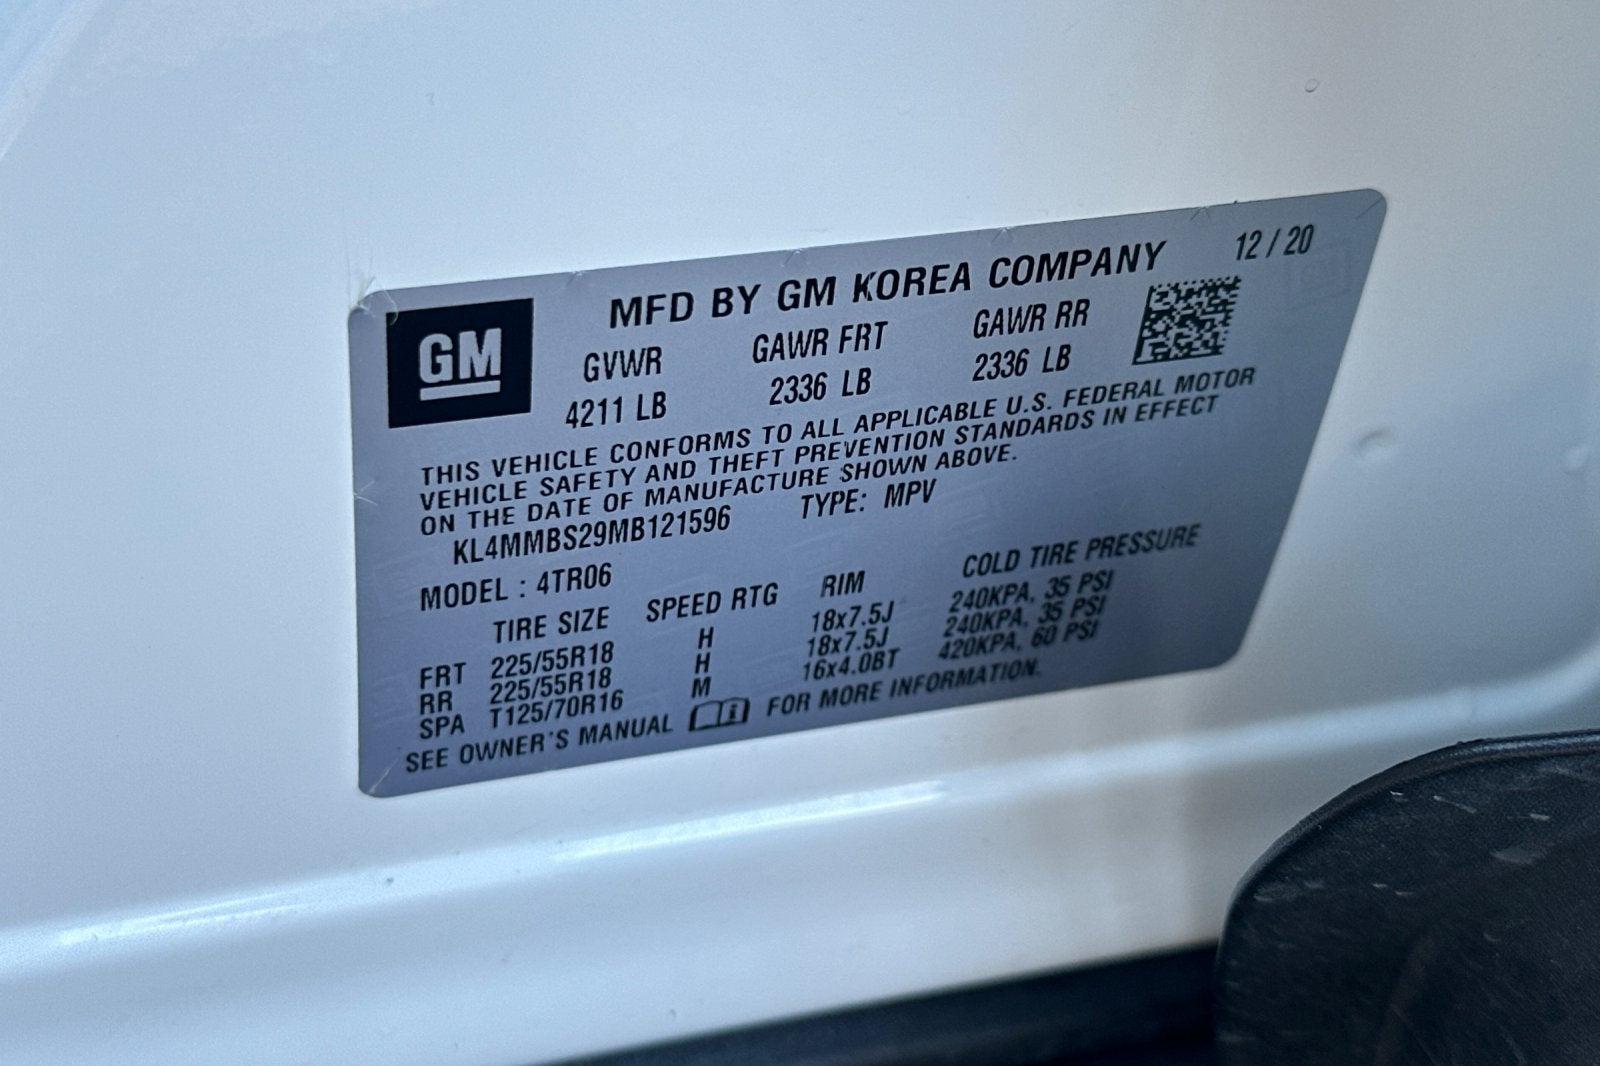 MFD BY GM KOREA COMPANY 12 / 20
GM
GVWR GAWR FRT GAWR RR
4211 LB 2336 LB 2336 LB
THIS VEHICLE CONFORMS TO ALL APPLICABLE U.S. FEDERAL MOTOR
VEHICLE SAFETY AND THEFT PREVENTION STANDARDS IN EFFECT
ON THE DATE OF MANUFACTURE SHOWN ABOVE.
KL4MMBS29MB121596 TYPE: MPV
MODEL : 4TR06
TIRE SIZE SPEED RTG RIM COLD TIRE PRESSURE
FRT 225/55R18 H 18x7.5J 240KPA, 35 PSI
RR 225/55R18 H 18x7.5J 240KPA, 35 PSI
SPA T125/70R16 M 16x4.0BT 420KPA, 60 PSI
SEE OWNER'S MANUAL FOR MORE INFORMATION.